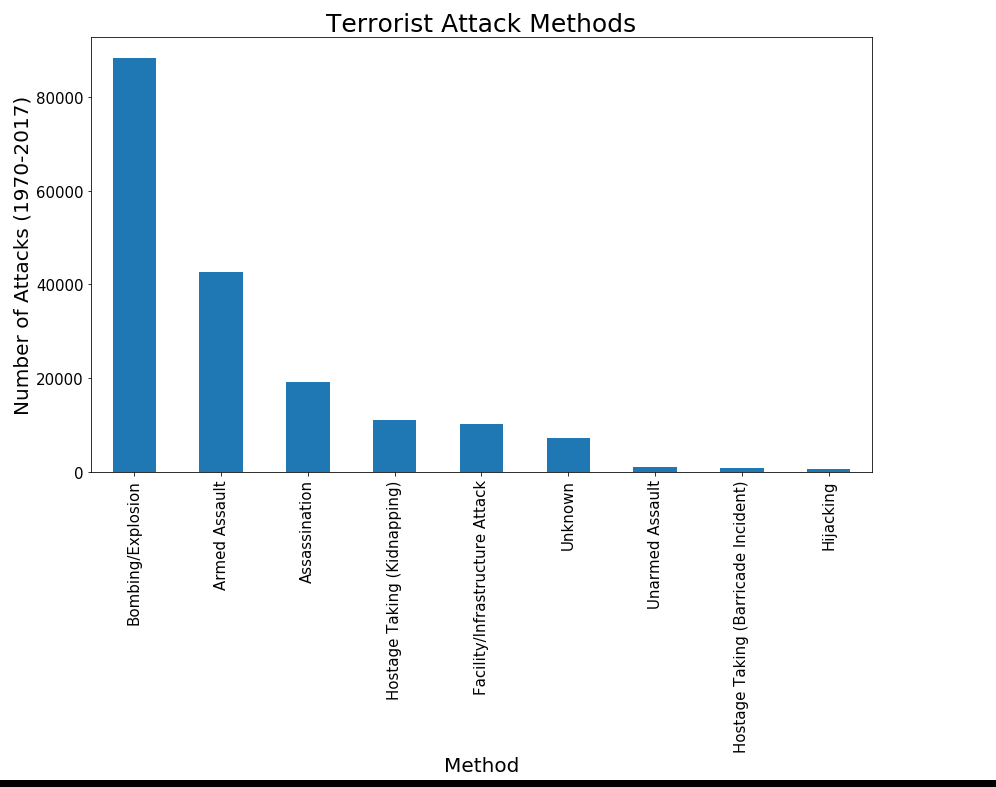 Terrorist Attack Methods
Number of Attacks (1970-2017)
80000
60000
40000
20000
0
Bombing/Explosion
Armed Assault
Assassination
Hostage Taking (Kidnapping)
Facility/Infrastructure Attack
Unknown
Unarmed Assault
Hostage Taking (Barricade Incident)
Hijacking
Method